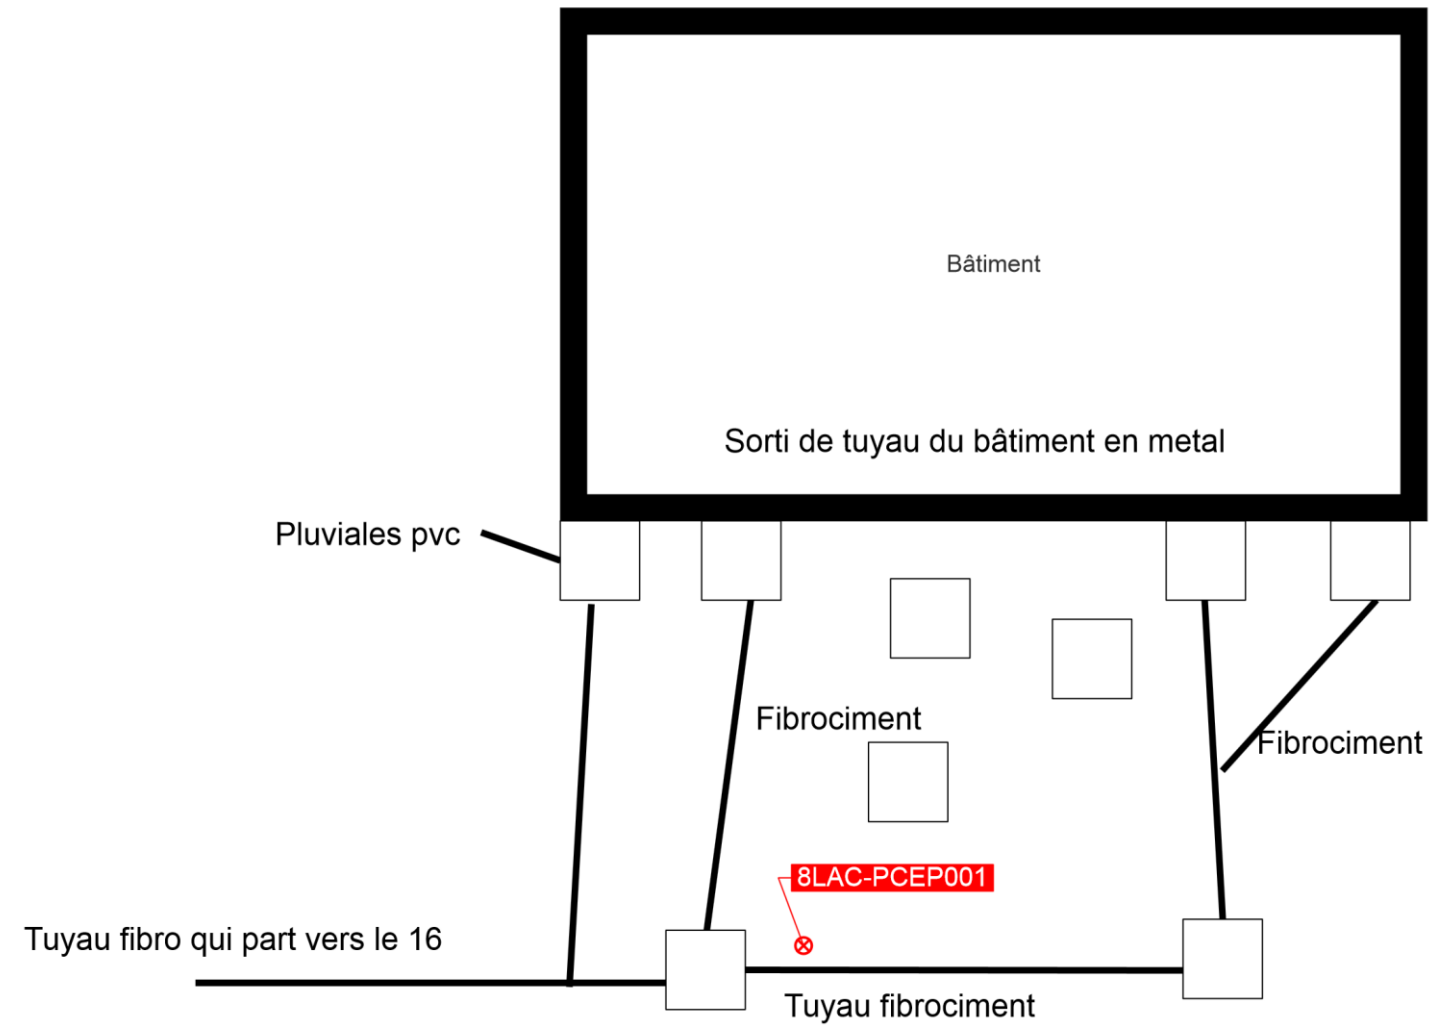 Bâtiment
Sorti de tuyau du bâtiment en metal
Pluviales pvc
Fibrociment
Fibrociment
8LAC-PCEP001
Tuyau fibro qui part vers le 16
Tuyau fibrociment